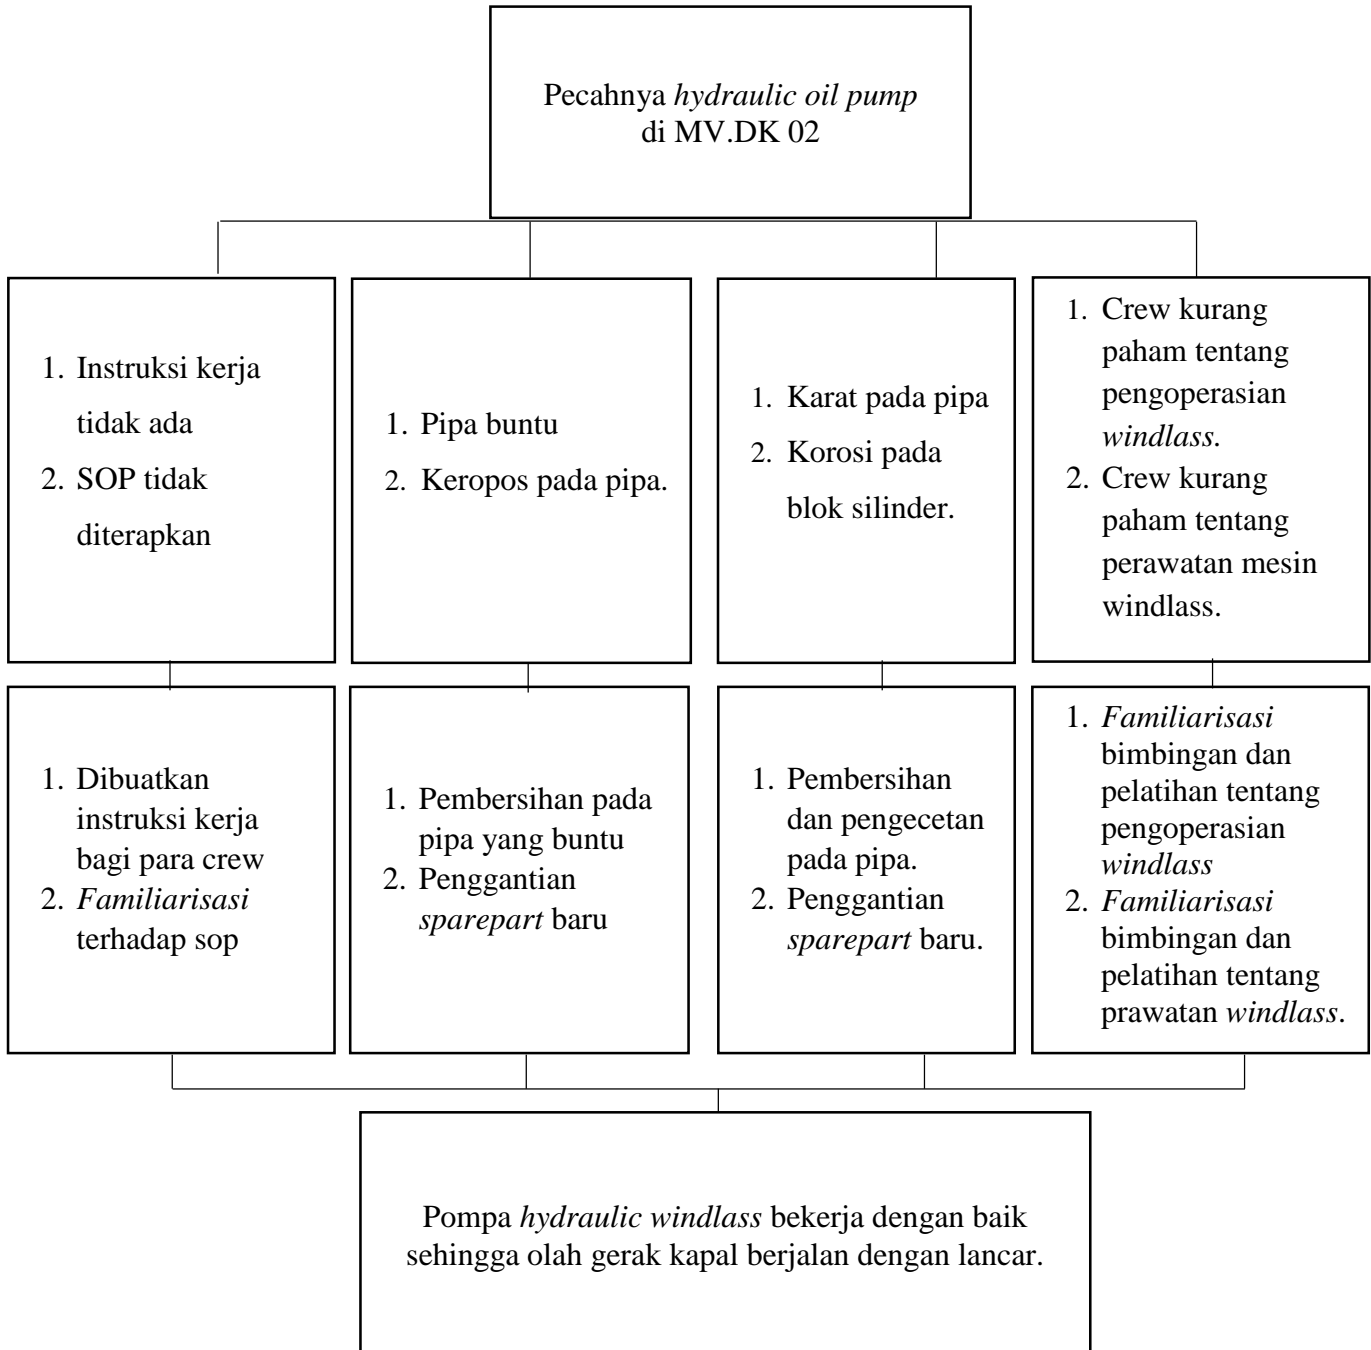 Pecahnya hydraulic oil pump
di MV.DK 02
1. Instruksi kerja
tidak ada
2. SOP tidak
diterapkan
1. Pipa buntu
2. Keropos pada pipa.
1. Karat pada pipa
2. Korosi pada
blok silinder.
1. Crew kurang
paham tentang
pengoperasian
windlass.
2. Crew kurang
paham tentang
perawatan mesin
windlass.
1. Dibuatkan
instruksi kerja
bagi para crew
2. Familiarisasi
terhadap sop
1. Pembersihan pada
pipa yang buntu
2. Penggantian
sparepart baru
1. Pembersihan
dan pengecetan
pada pipa.
2. Penggantian
sparepart baru.
1. Familiarisasi
bimbingan dan
pelatihan tentang
pengoperasian
windlass
2. Familiarisasi
bimbingan dan
pelatihan tentang
prawatan windlass.
Pompa hydraulic windlass bekerja dengan baik
sehingga olah gerak kapal berjalan dengan lancar.